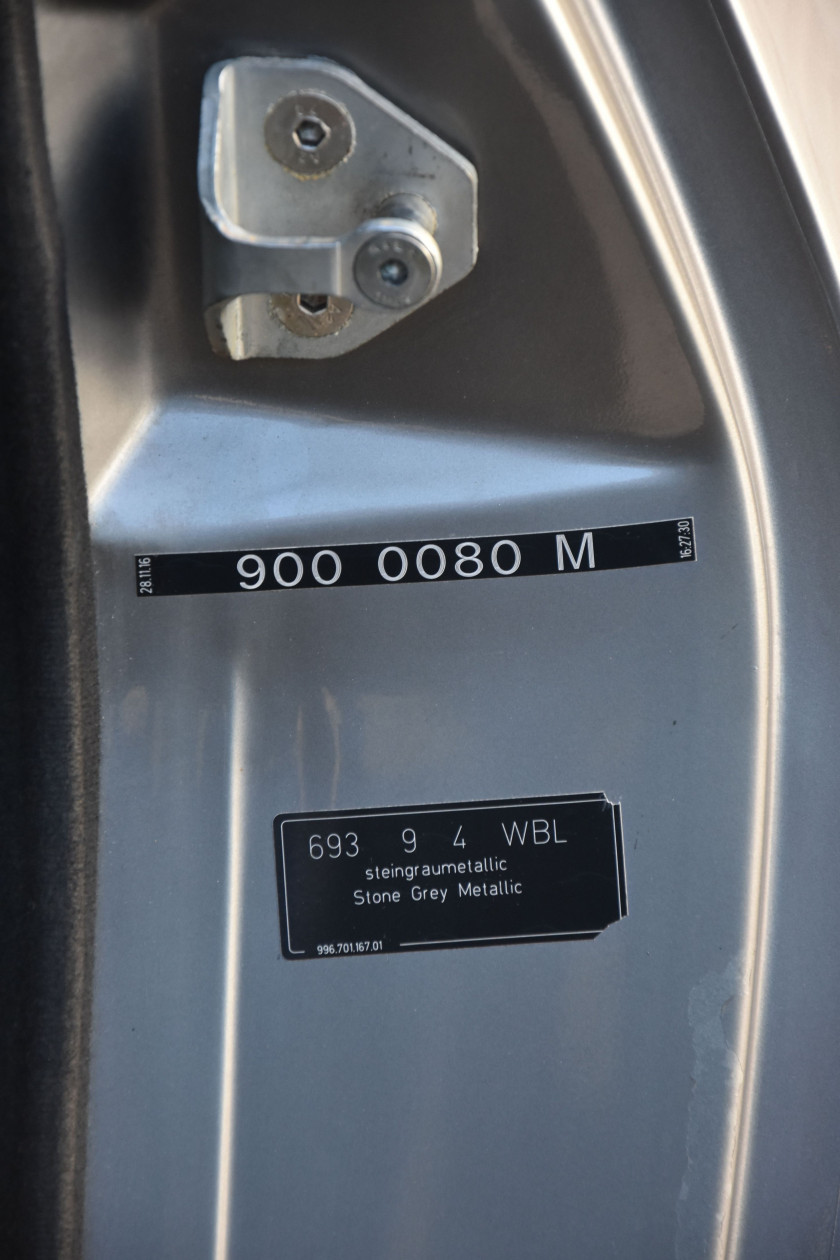 28.11.16
900 0080 M
16:27:30
693 9 4 WBL
steingraumetallic
Stone Grey Metallic
996.701.167.01